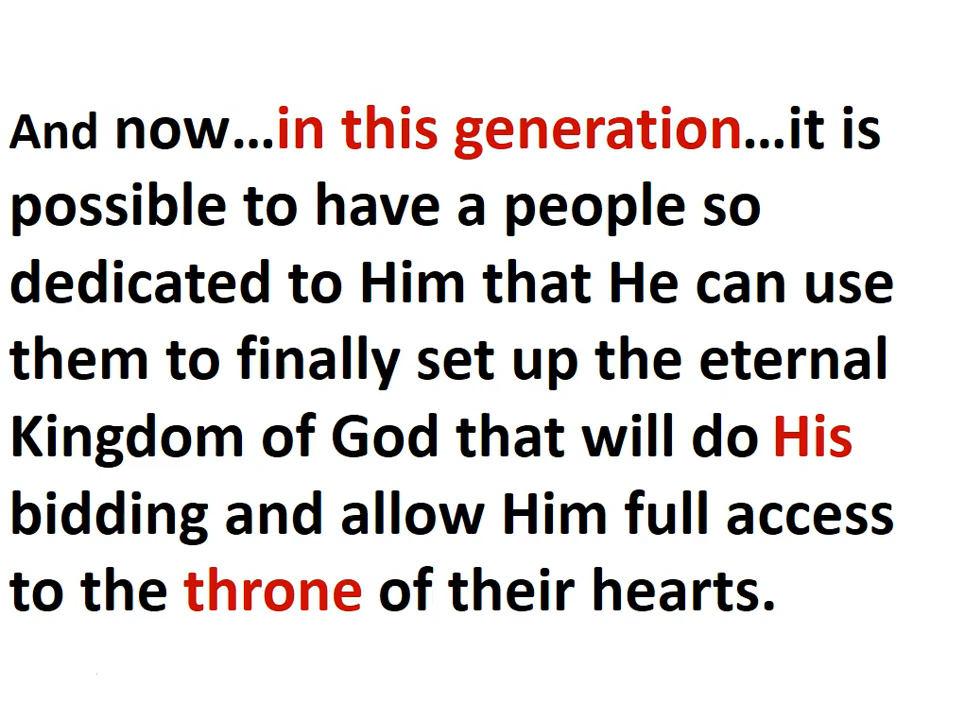 And now…in this generation…it is
possible to have a people so
dedicated to Him that He can use
them to finally set up the eternal
Kingdom of God that will do His
bidding and allow Him full access
to the throne of their hearts.